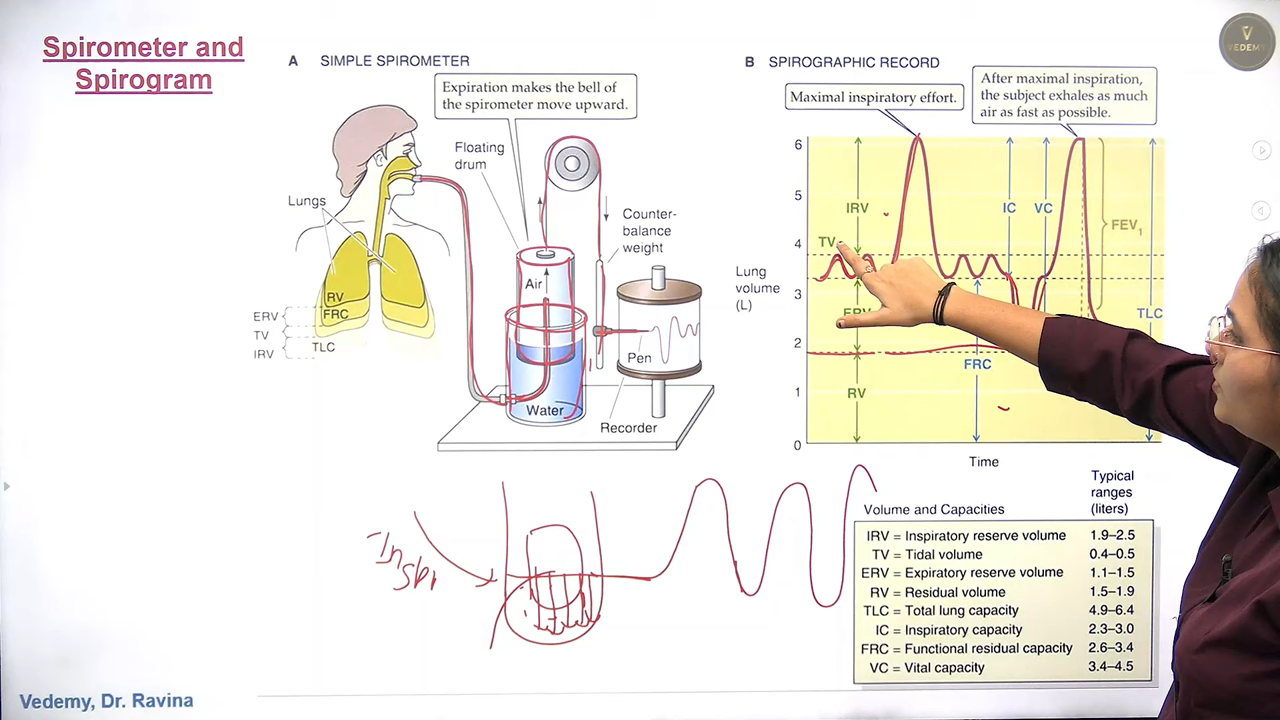 Spirometer and
Spirogram
A SIMPLE SPIROMETER
Expiration makes the bell of
the spirometer move upward.
Floating
drum
Lungs
Counter-
balance
weight
Air
RV
FRC
ERV
TV
IRV
TLC
Pen
Water
Recorder
Inspi
B SPIROGRAPHIC RECORD
Maximal inspiratory effort.
After maximal inspiration,
the subject exhales as much
air as fast as possible.
Lung
volume
(L)
6
5
4
3
2
1
0
IRV
TV
ERV
RV
IC
VC
FRC
FEV1
TLC
Time
Volume and Capacities
Typical
ranges
(liters)
IRV = Inspiratory reserve volume 1.9–2.5
TV = Tidal volume 0.4–0.5
ERV = Expiratory reserve volume 1.1–1.5
RV = Residual volume 1.5–1.9
TLC = Total lung capacity 4.9–6.4
IC = Inspiratory capacity 2.3–3.0
FRC = Functional residual capacity 2.6–3.4
VC = Vital capacity 3.4–4.5
Vedemy, Dr. Ravina
V
VEDEMY